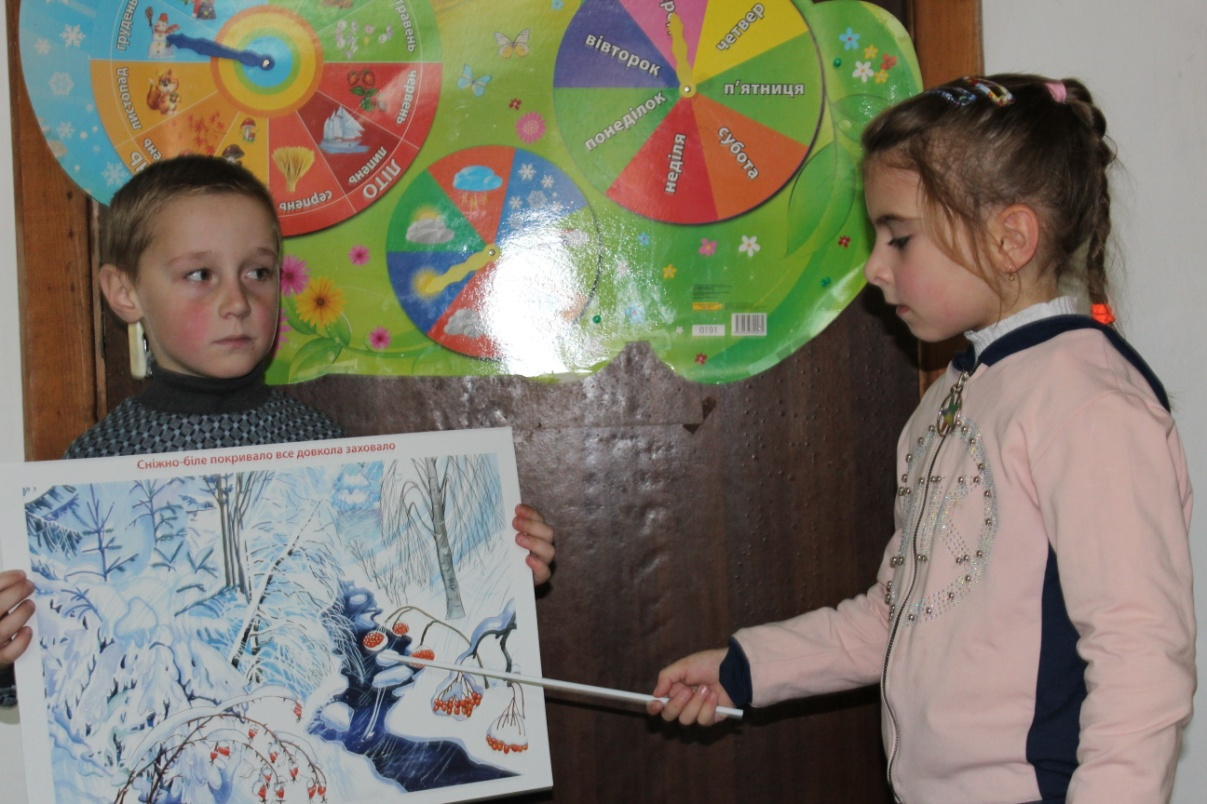 грудень
травень
листопад
червень
липень
серпень
ЛІТО
вівторок
четвер
понеділок
п'ятниця
неділя
субота
0191
Сніжно-біле покривало все довкола заховало